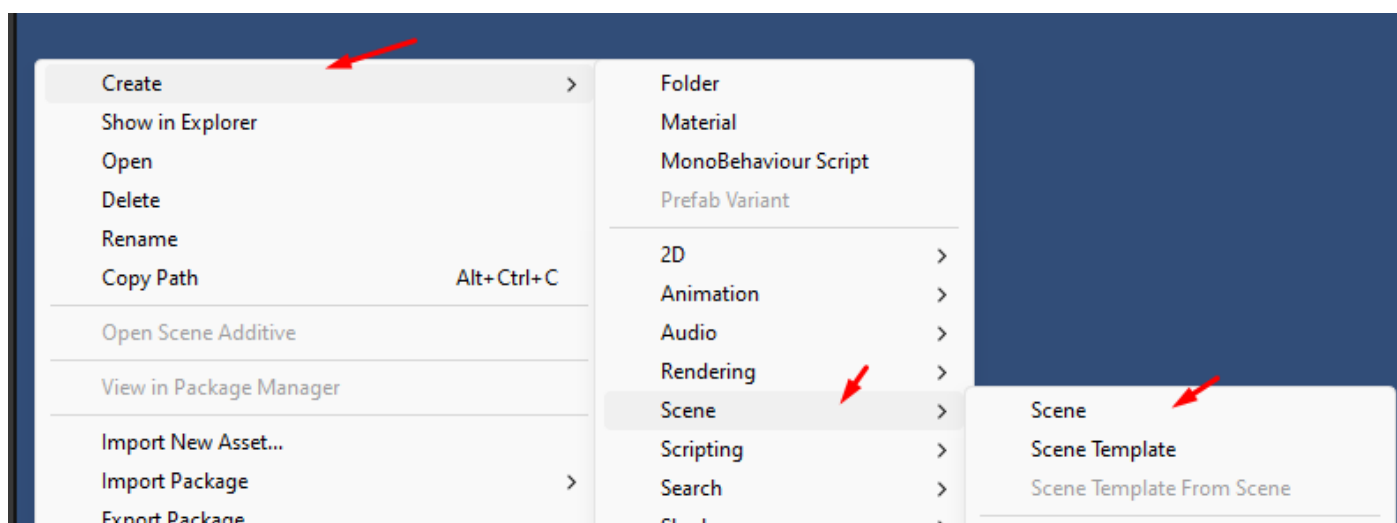 Create
Show in Explorer
Open
Delete
Rename
Copy Path Alt+Ctrl+C
Open Scene Additive
View in Package Manager
Import New Asset...
Import Package
Export Package
Folder
Material
MonoBehaviour Script
Prefab Variant
2D
Animation
Audio
Rendering
Scene
Scripting
Search
Scene
Scene Template
Scene Template From Scene